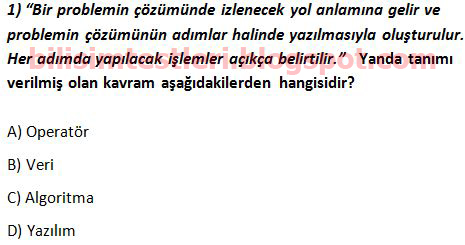 1) “Bir problemin çözümünde izlenecek yol anlamına gelir ve
problemin çözümünün adımlar halinde yazılmasıyla oluşturulur.
Her adımda yapılacak işlemler açıkça belirtilir.” Yanda tanımı
bilisimtestleri.blogspot.com
verilmiş olan kavram aşağıdakilerden hangisidir?
A) Operatör
B) Veri
C) Algoritma
D) Yazılım